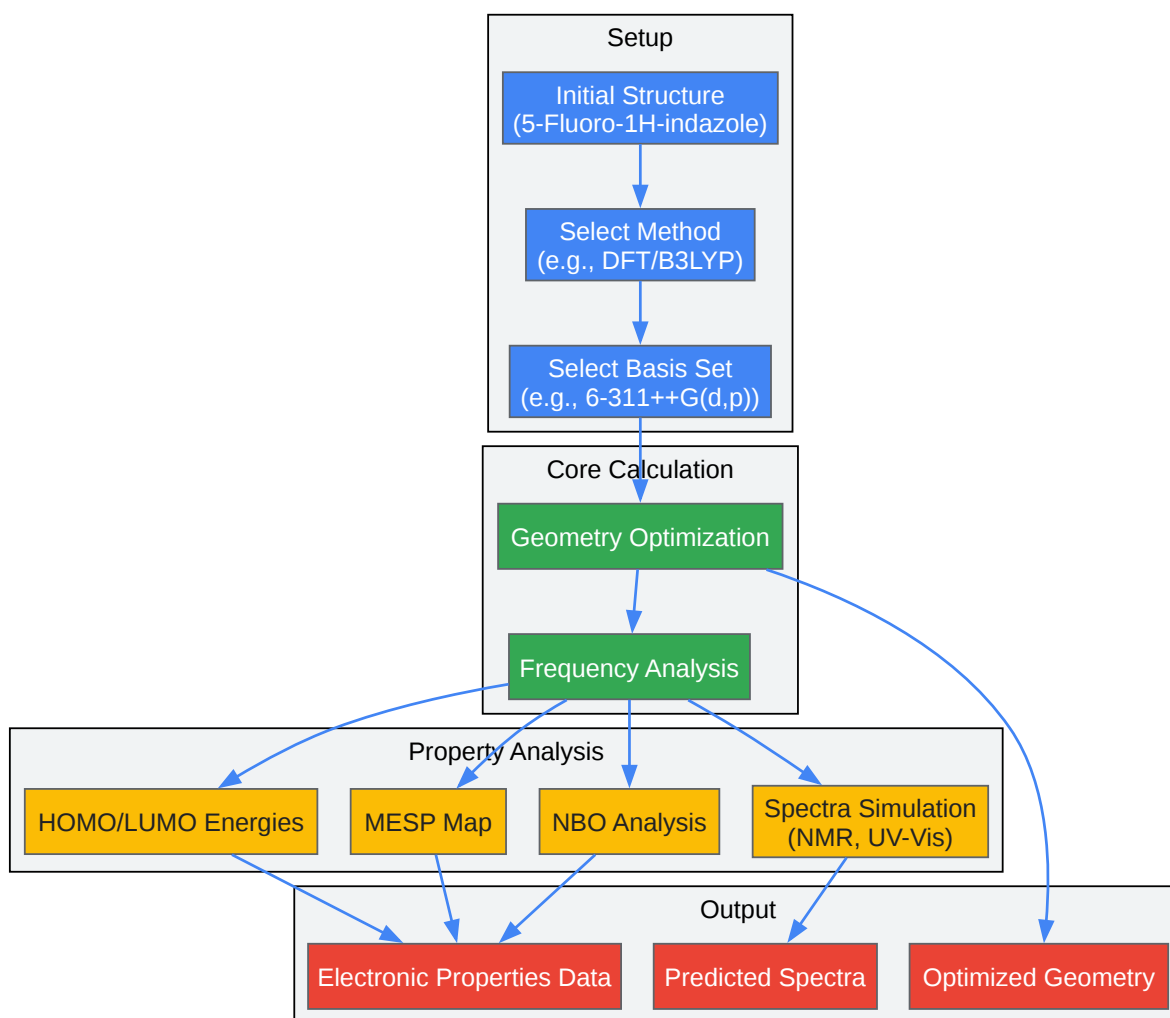 Setup
Initial Structure
(5-Fluoro-1H-indazole)
Select Method
(e.g., DFT/B3LYP)
Select Basis Set
(e.g., 6-311++G(d,p))
Core Calculation
Geometry Optimization
Frequency Analysis
Property Analysis
HOMO/LUMO Energies
MESP Map
NBO Analysis
Spectra Simulation
(NMR, UV-Vis)
Output
Electronic Properties Data
Predicted Spectra
Optimized Geometry